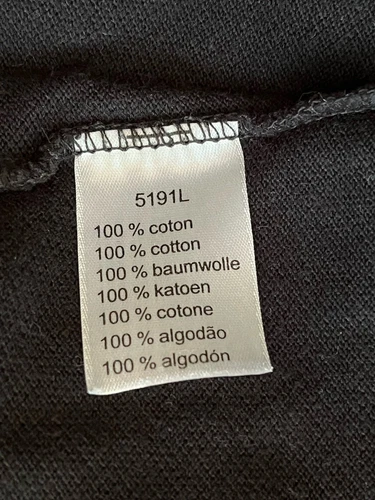 5191L
100 % coton
100 % cotton
100 % baumwolle
100 % katoen
100 % cotone
100 % algodão
100 % algodón